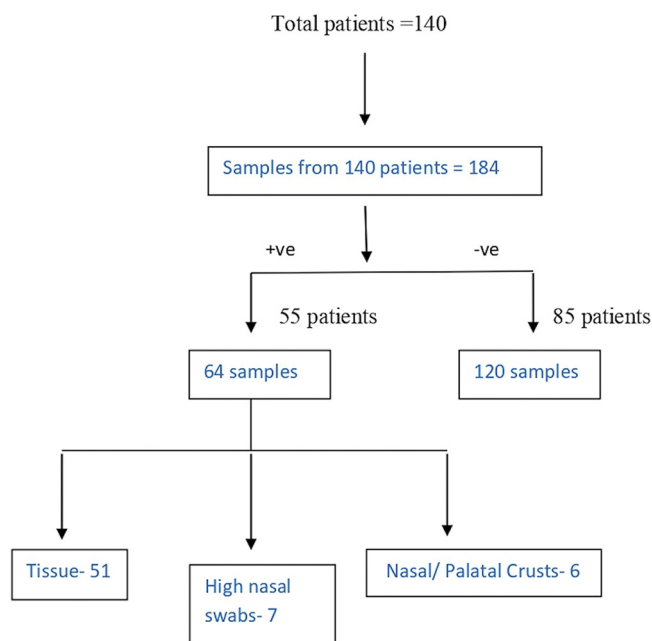 Total patients =140
Samples from 140 patients = 184
+ve
-ve
55 patients
85 patients
64 samples
120 samples
Tissue- 51
High nasal
swabs- 7
Nasal/ Palatal Crusts- 6